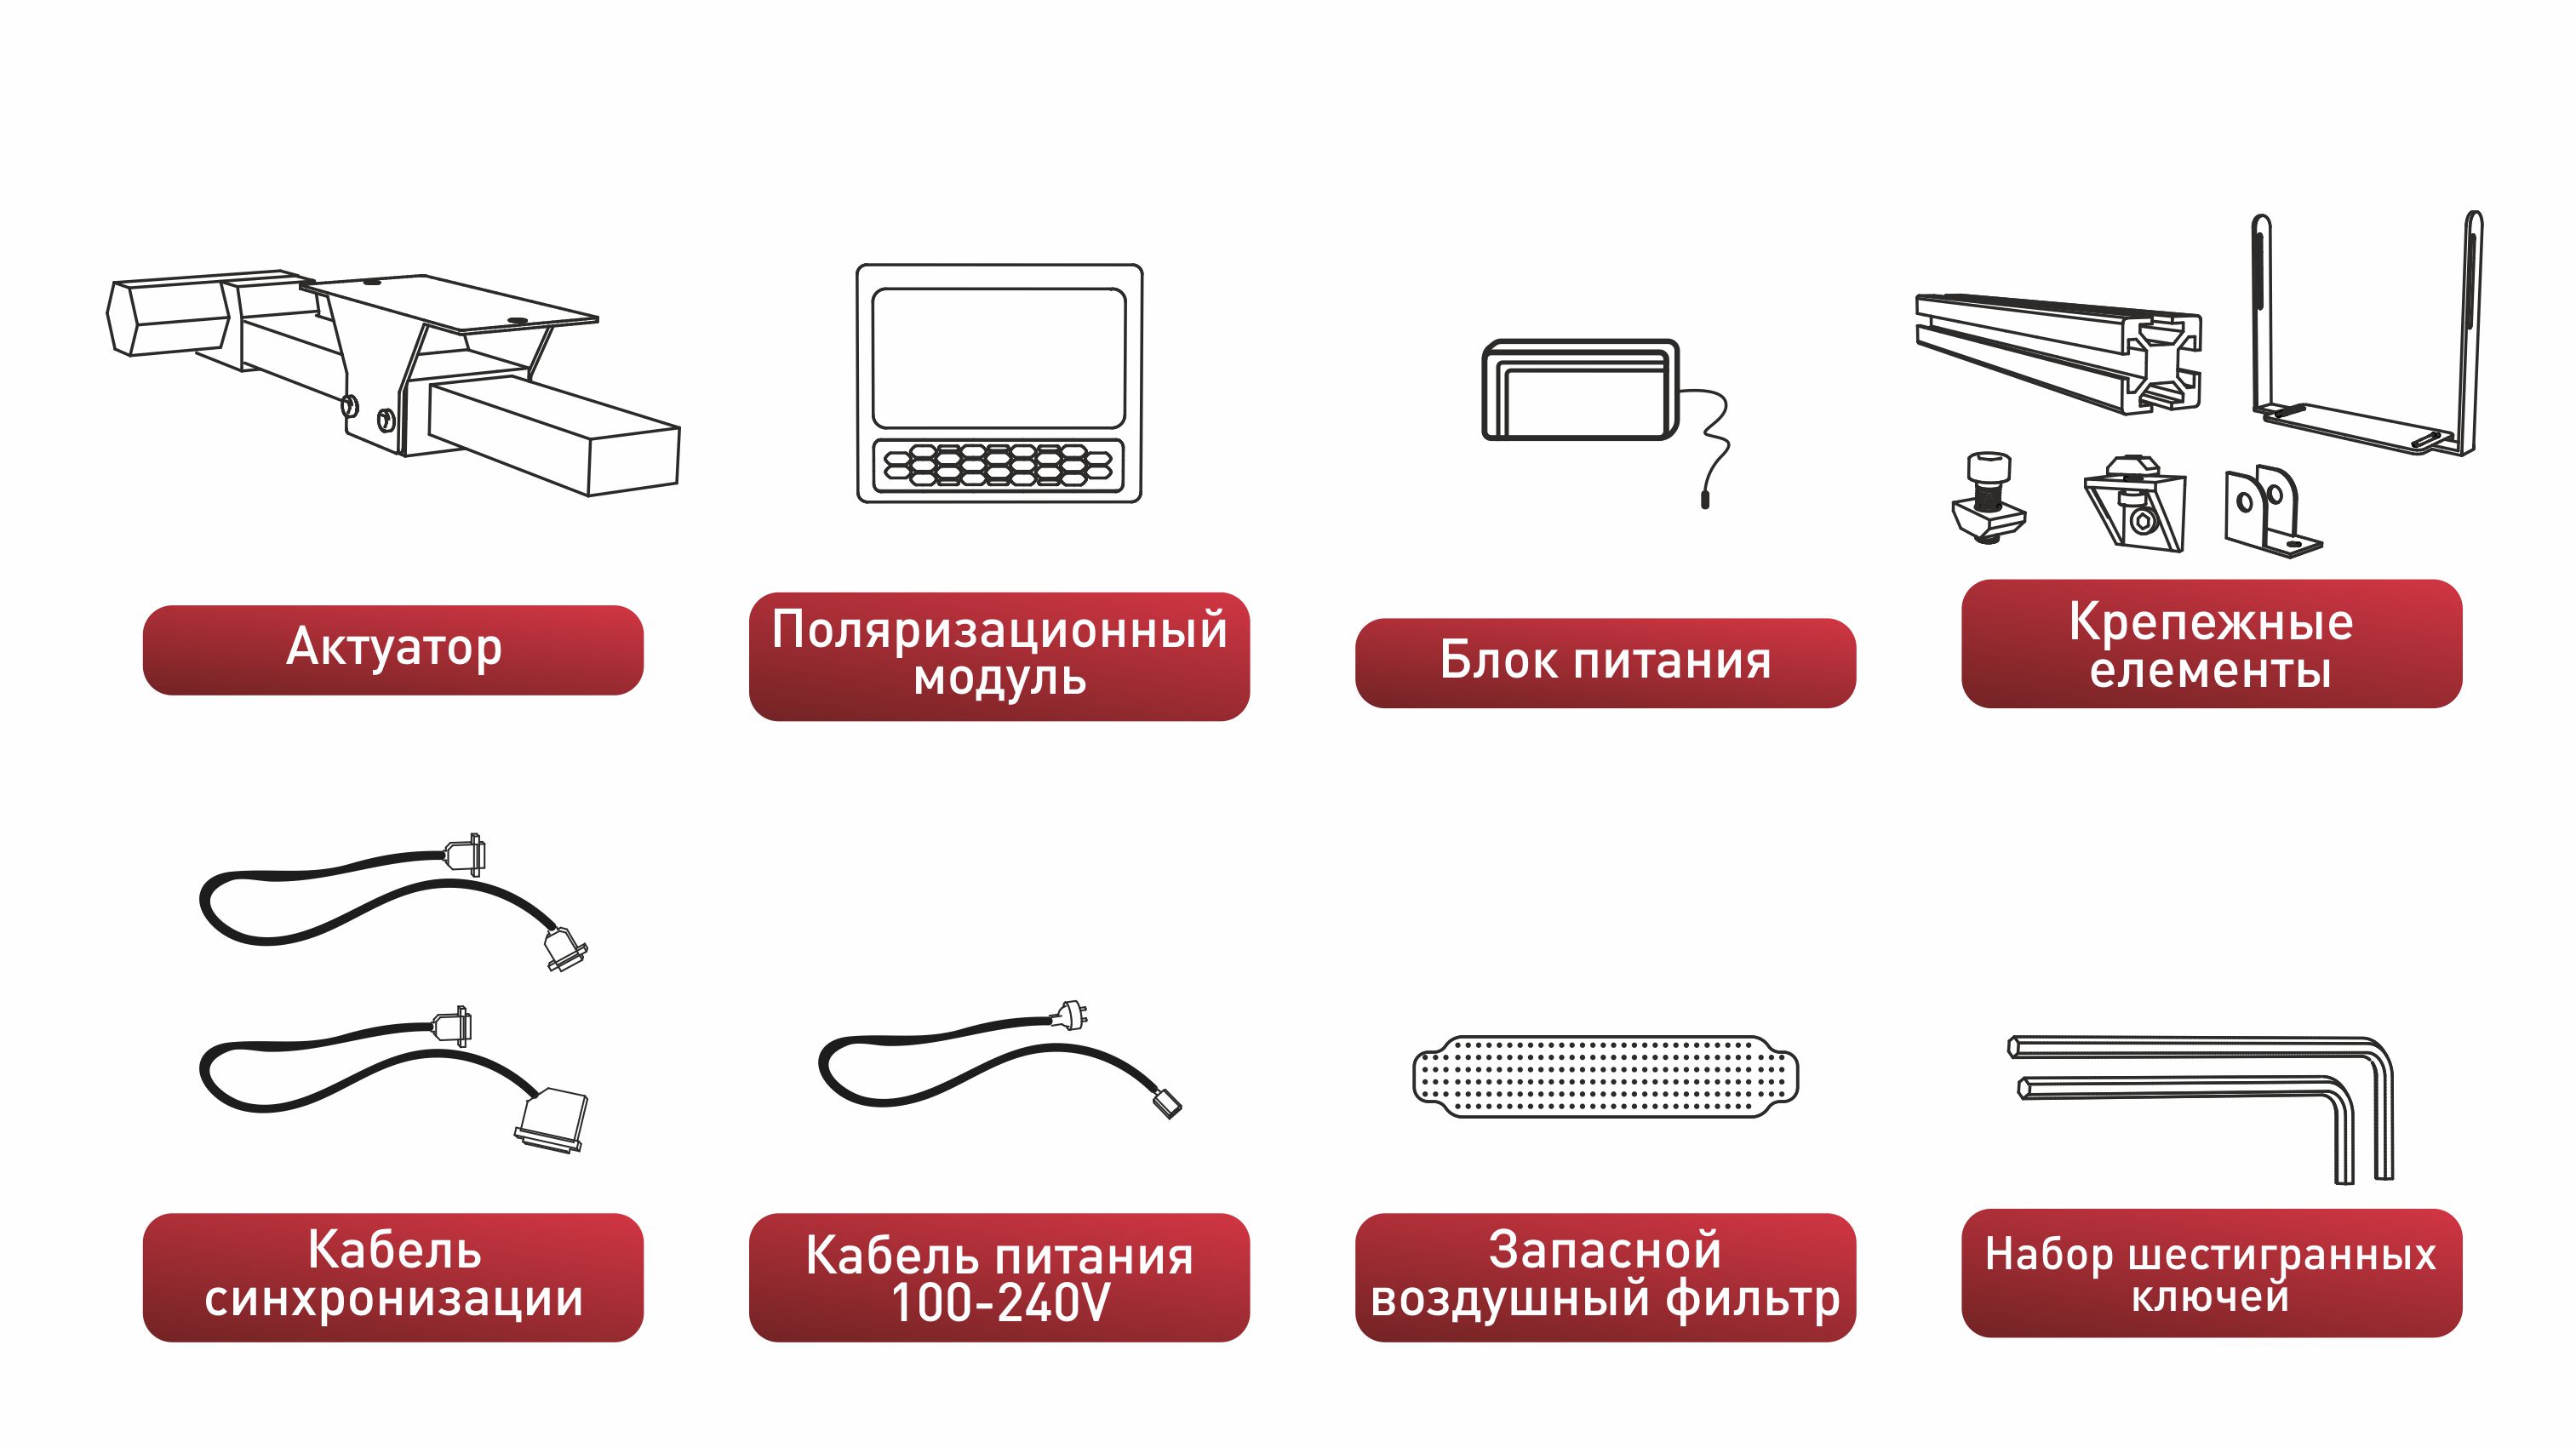 Актуатор
Поляризационный
модуль
Блок питания
Крепежные
елементы
Кабель
синхронизации
Кабель питания
100-240V
Запасной
воздушный фильтр
Набор шестигранных
ключей